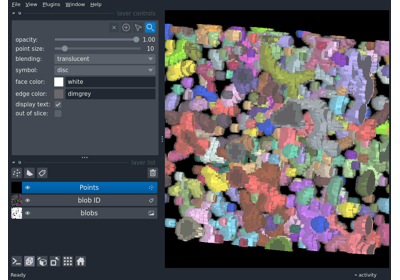 File View Plugins Window Help
layer controls
opacity: 1.00
point size: 10
blending: translucent
symbol: disc
face color: white
edge color: dimgrey
display text:
out of slice:
layer list
Points
blob ID
blobs
Ready
activity